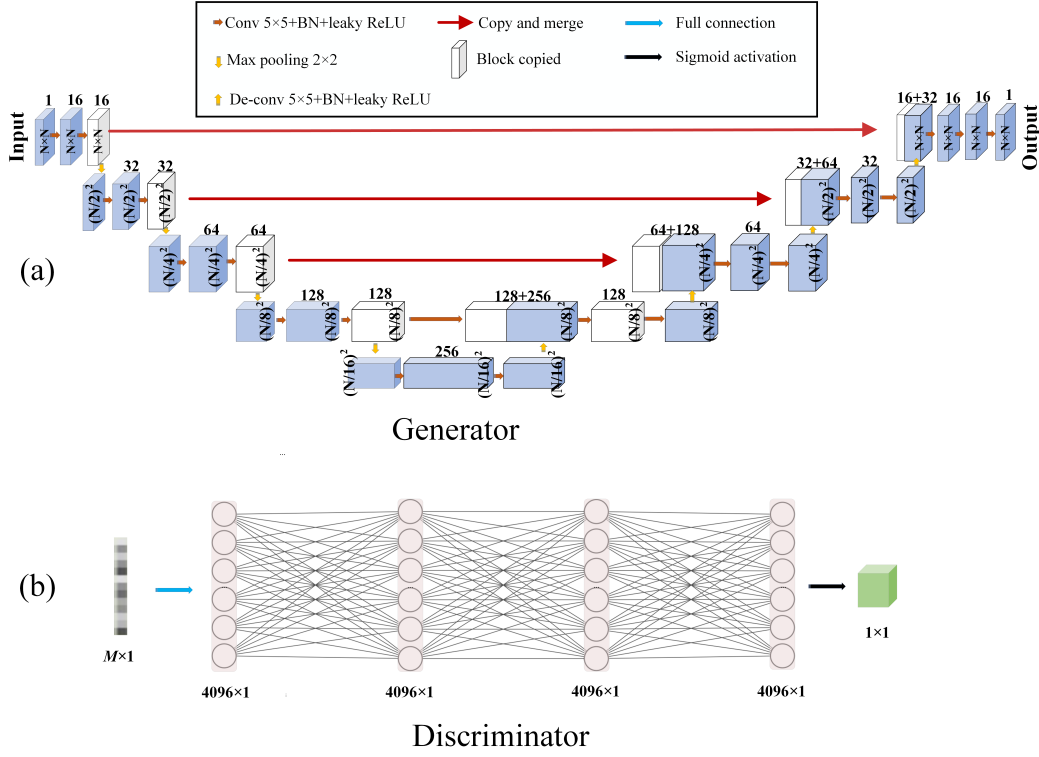 Conv 5×5+BN+leaky ReLU
Copy and merge
Full connection
Max pooling 2×2
Block copied
Sigmoid activation
De-conv 5×5+BN+leaky ReLU
Input
1 16 16
N×N N×N N×N
16+32 16 16 1
N×N N×N N×N N×N
Output
32 32
(N/2)² (N/2)² (N/2)²
32+64 32
(N/2)² (N/2)² (N/2)²
(a)
64 64
(N/4)² (N/4)² (N/4)²
64+128 64
(N/4)² (N/4)² (N/4)²
128 128
(N/8)² (N/8)² (N/8)²
128+256 128
(N/8)² (N/8)² (N/8)²
256
(N/16)² (N/16)² (N/16)²
Generator
(b)
M×1
4096×1 4096×1 4096×1 4096×1
1×1
Discriminator